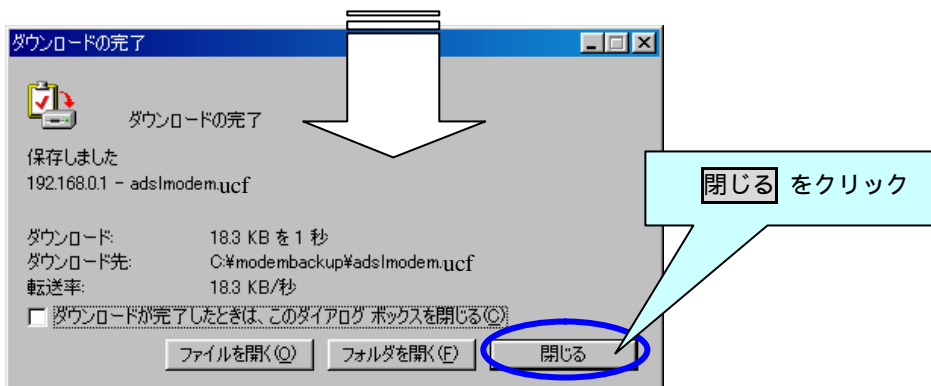 ダウンロードの完了
ダウンロードの完了
保存しました
192.168.0.1 - adslmodem.ucf
ダウンロード: 18.3 KB を 1 秒
ダウンロード先: C:¥modembackup¥adslmodem.ucf
転送率: 18.3 KB/秒
ダウンロードが完了したときは、このダイアログ ボックスを閉じる(C)
ファイルを開く(O) フォルダを開く(F) 閉じる
閉じる をクリック